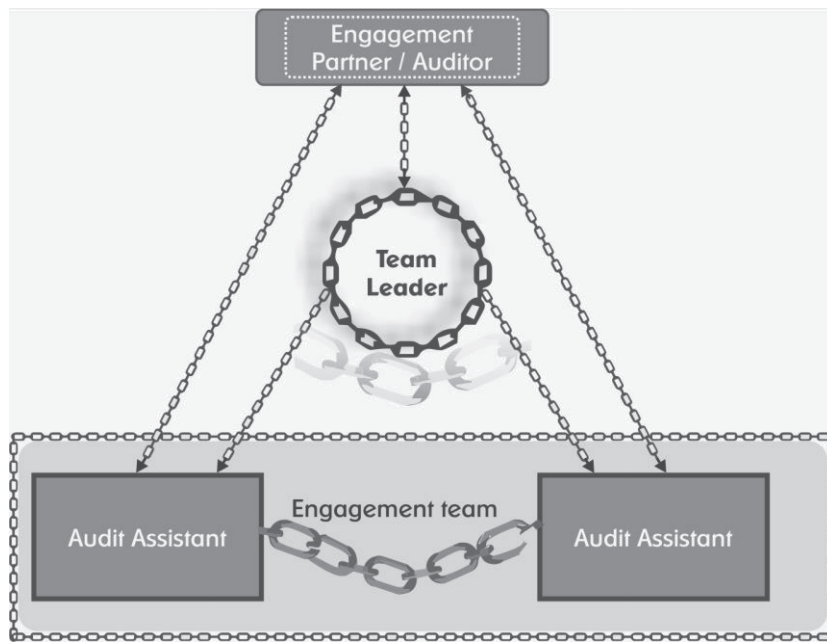 Engagement
Partner / Auditor
Team
Leader
Engagement team
Audit Assistant
Audit Assistant